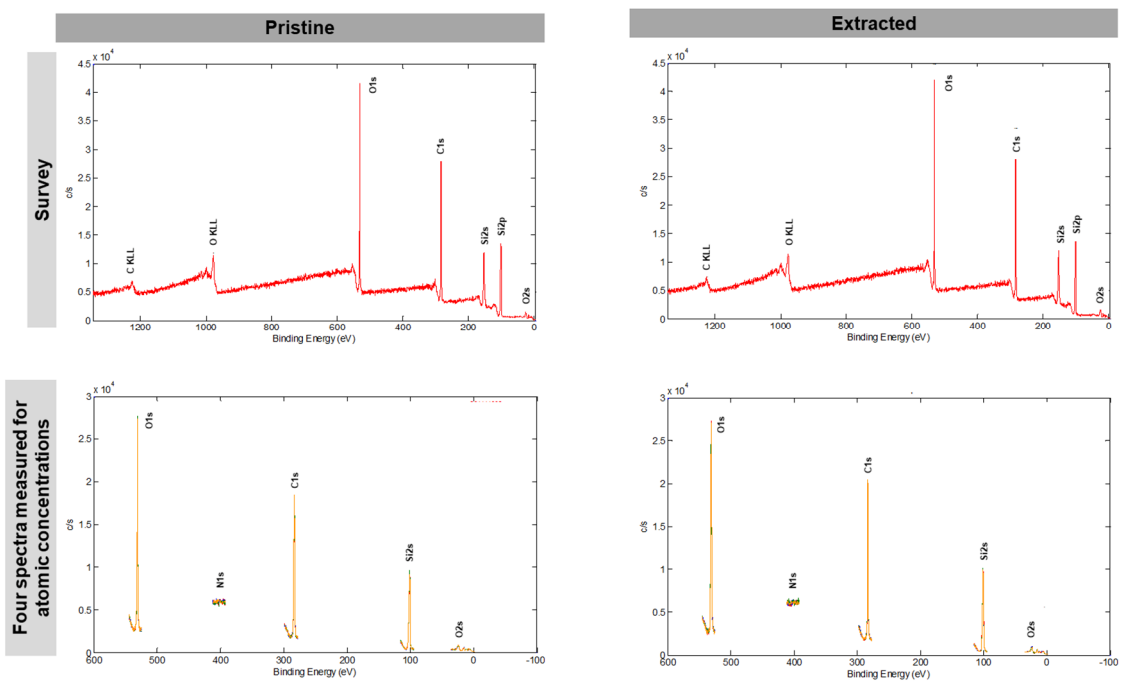 Pristine
Extracted
Survey
x 10⁴
4.5
4
3.5
3
2.5
2
1.5
1
0.5
0
c/s
1200
1000
800
600
400
200
0
Binding Energy (eV)
C KLL
O KLL
O1s
C1s
Si2s
Si2p
O2s
x 10⁴
4.5
4
3.5
3
2.5
2
1.5
1
0.5
0
c/s
1200
1000
800
600
400
200
0
Binding Energy (eV)
C KLL
O KLL
O1s
C1s
Si2s
Si2p
O2s
Four spectra measured for
atomic concentrations
x 10⁴
3
2.5
2
1.5
1
0.5
0
c/s
600
500
400
300
200
100
0
-100
Binding Energy (eV)
O1s
N1s
C1s
Si2s
O2s
x 10⁴
3
2.5
2
1.5
1
0.5
0
c/s
600
500
400
300
200
100
0
-100
Binding Energy (eV)
O1s
N1s
C1s
Si2s
O2s